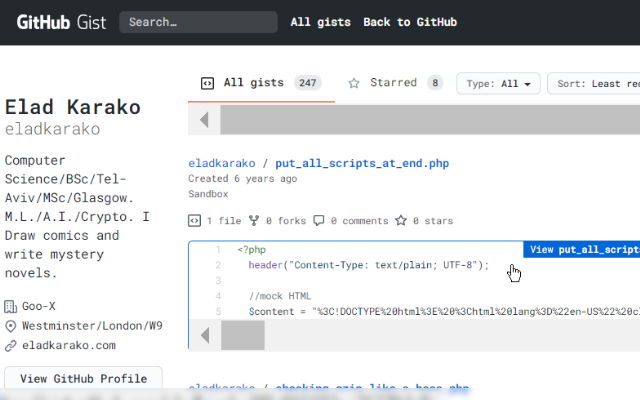 GitHub Gist Search... All gists Back to GitHub
All gists 247 Starred 8 Type: All Sort: Least rec
Elad Karako
eladkarako
Computer
Science/BSc/Tel-
Aviv/MSc/Glasgow.
M.L./A.I./Crypto. I
Draw comics and
write mystery
novels.
Goo-X
Westminster/London/W9
eladkarako.com
View GitHub Profile
eladkarako / put_all_scripts_at_end.php
Created 6 years ago
Sandbox
1 file 0 forks 0 comments 0 stars
View put_all_scripts
1 <?php
2 header("Content-Type: text/plain; UTF-8");
3
4 //mock HTML
5 $content = "%3C!DOCTYPE%20html%3E%20%3Chtml%20lang%3D%22en-US%22%20cl
eladkarako /